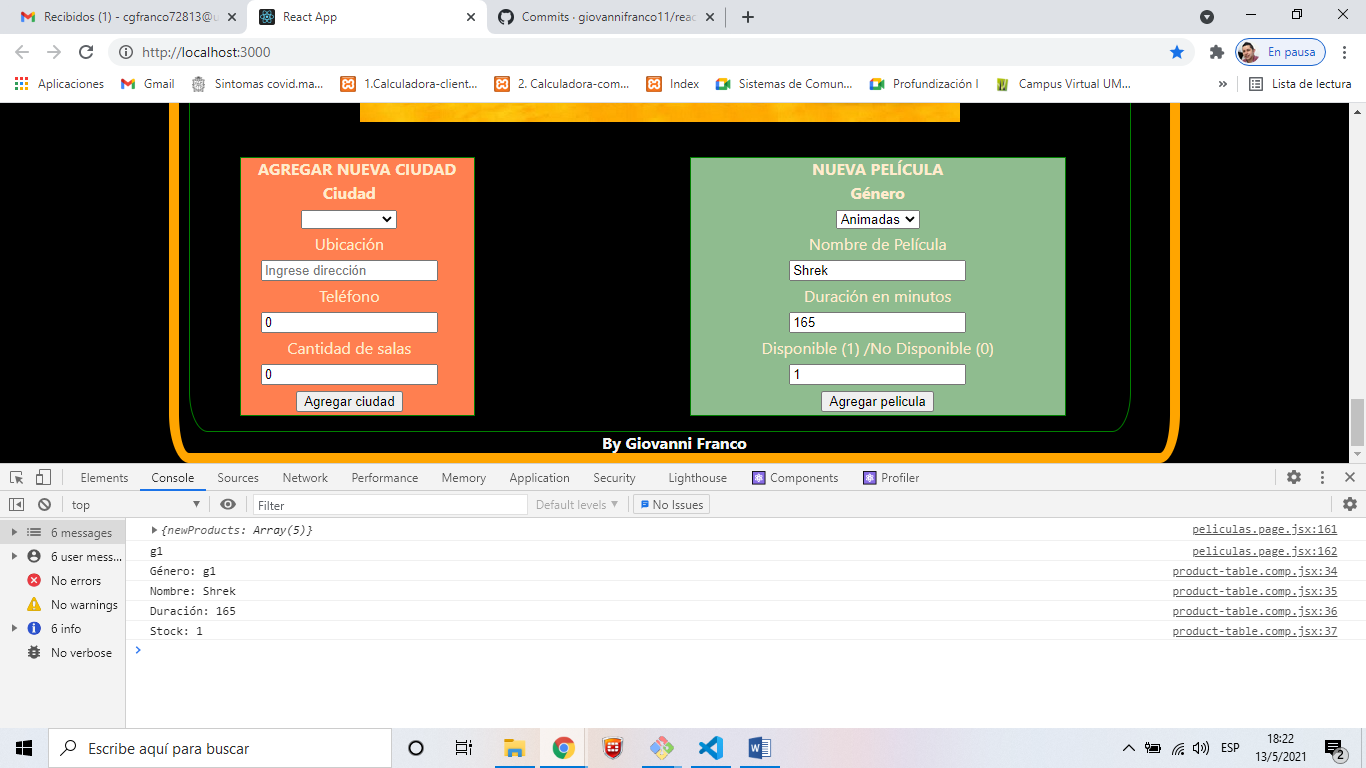 Recibidos (1) - cgfranco72813@u
React App
Commits · giovannifranco11/reac
http://localhost:3000
En pausa
Aplicaciones
Gmail
Sintomas covid.ma...
1.Calculadora-client...
2. Calculadora-com...
Index
Sistemas de Comun...
Profundización I
Campus Virtual UM...
»
Lista de lectura
AGREGAR NUEVA CIUDAD
Ciudad
Ubicación
Ingrese dirección
Teléfono
0
Cantidad de salas
0
Agregar ciudad
NUEVA PELÍCULA
Género
Animadas
Nombre de Película
Shrek
Duración en minutos
165
Disponible (1) /No Disponible (0)
1
Agregar pelicula
By Giovanni Franco
Elements
Console
Sources
Network
Performance
Memory
Application
Security
Lighthouse
Components
Profiler
top
Filter
Default levels
No Issues
6 messages
6 user mess...
No errors
No warnings
6 info
No verbose
{newProducts: Array(5)}
peliculas.page.jsx:161
g1
peliculas.page.jsx:162
Género: g1
product-table.comp.jsx:34
Nombre: Shrek
product-table.comp.jsx:35
Duración: 165
product-table.comp.jsx:36
Stock: 1
product-table.comp.jsx:37
Escribe aquí para buscar
ESP
18:22
13/5/2021
2